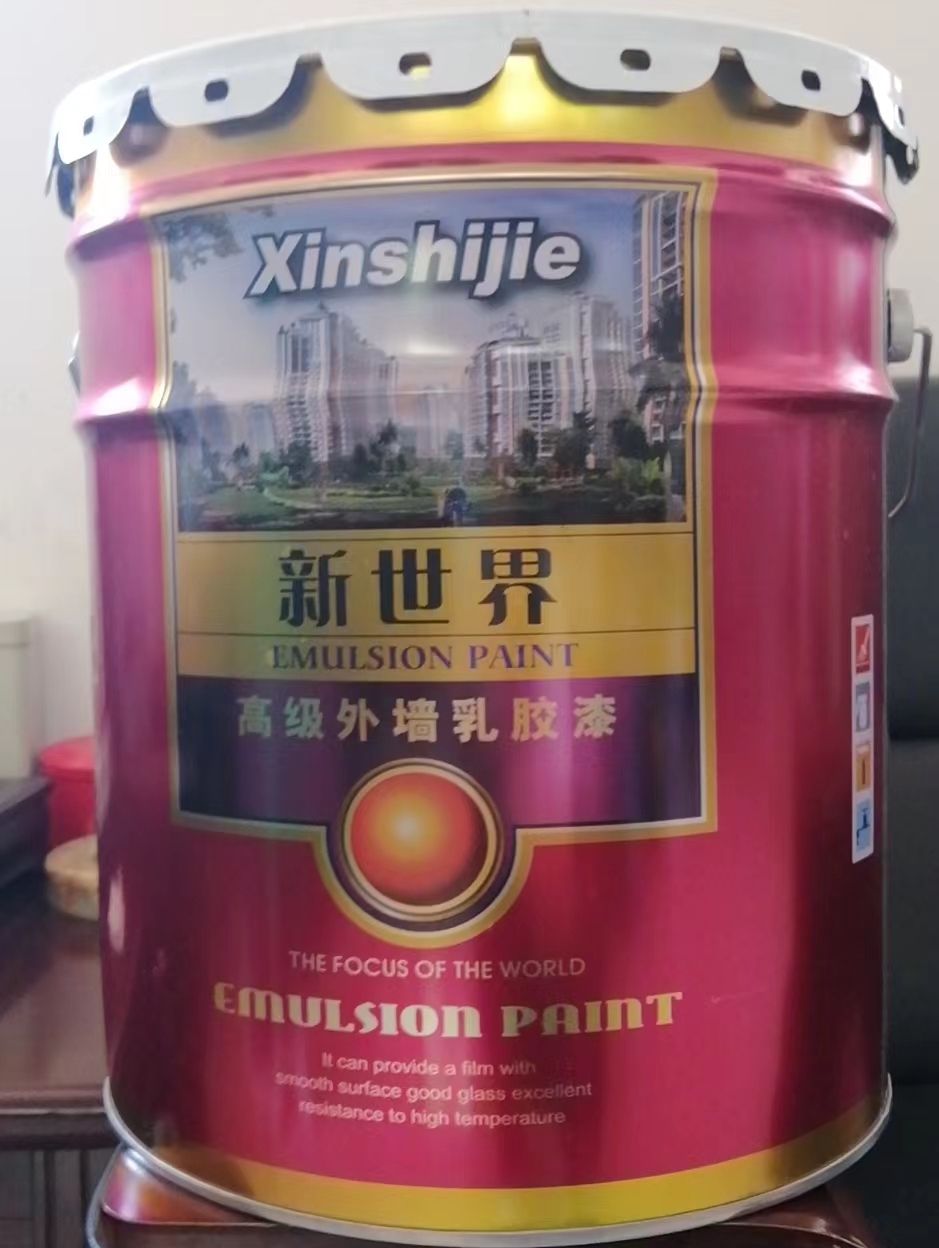 Xinshijie
新世界
EMULSION PAINT
高级外墙乳胶漆
THE FOCUS OF THE WORLD
EMULSION PAINT
It can provide a film with
smooth surface good glass excellent
resistance to high temperature